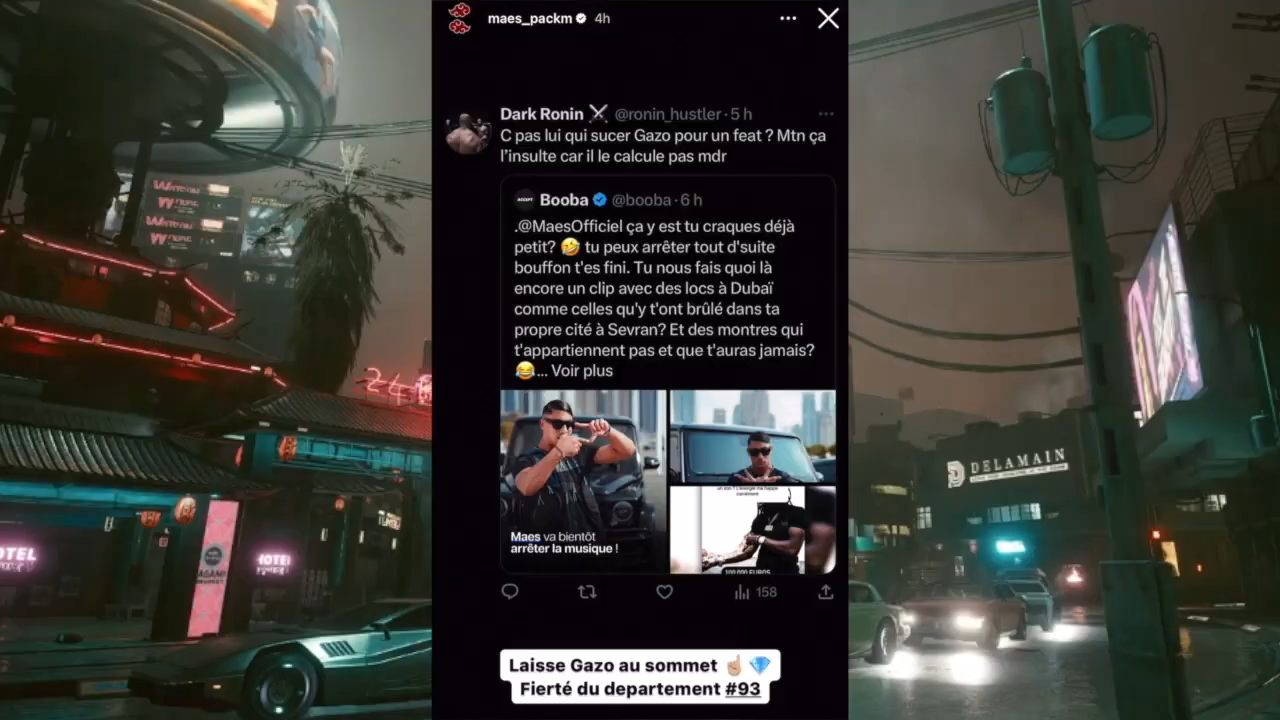 maes_packm 4h
Dark Ronin @ronin_hustler · 5 h
C pas lui qui sucer Gazo pour un feat ? Mtn ça
l'insulte car il le calcule pas mdr
Booba @booba · 6 h
.@MaesOfficiel ça y est tu craques déjà
petit? 🤣 tu peux arrêter tout d'suite
bouffon t'es fini. Tu nous fais quoi là
encore un clip avec des locs à Dubaï
comme celles qu'y t'ont brûlé dans ta
propre cité à Sevran? Et des montres qui
t'appartiennent pas et que t'auras jamais?
😂... Voir plus
Maes va bientôt
arrêter la musique !
100 000 EUROS
158
Laisse Gazo au sommet ☝🏼💎
Fierté du departement #93
HOTEL
DELAMAIN